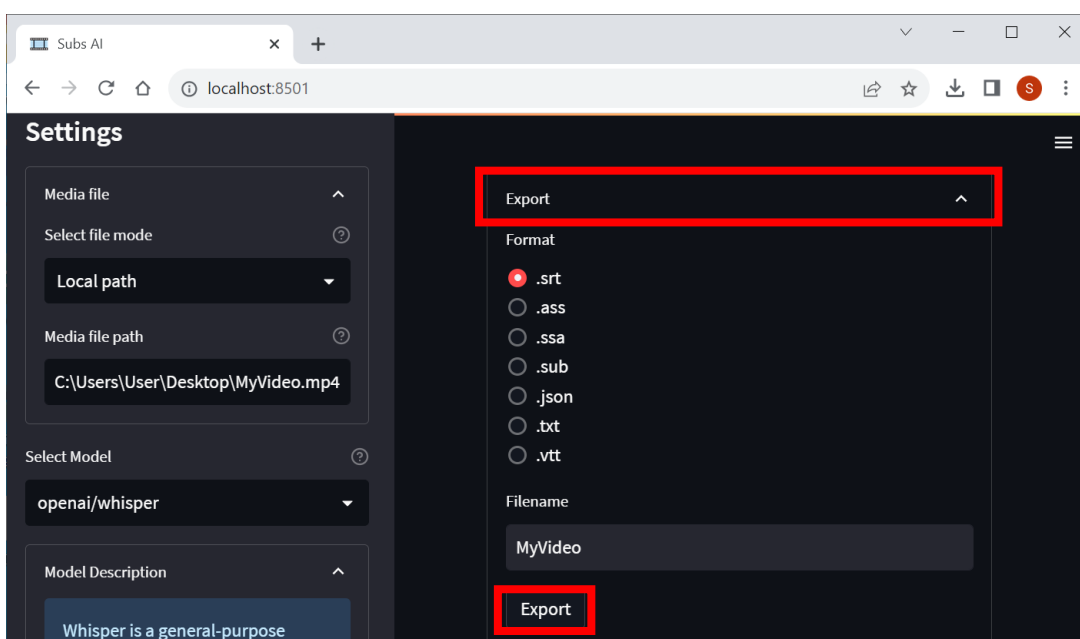 Subs AI
localhost:8501
S
Settings
Media file
Select file mode
Local path
Media file path
C:\Users\User\Desktop\MyVideo.mp4
Select Model
openai/whisper
Model Description
Whisper is a general-purpose
Export
Format
.srt
.ass
.ssa
.sub
.json
.txt
.vtt
Filename
MyVideo
Export